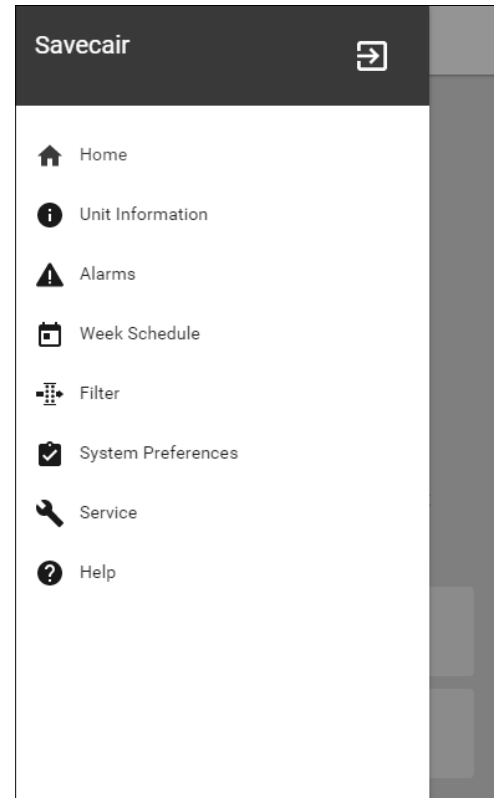 Savecair
Home
Unit Information
Alarms
Week Schedule
Filter
System Preferences
Service
Help